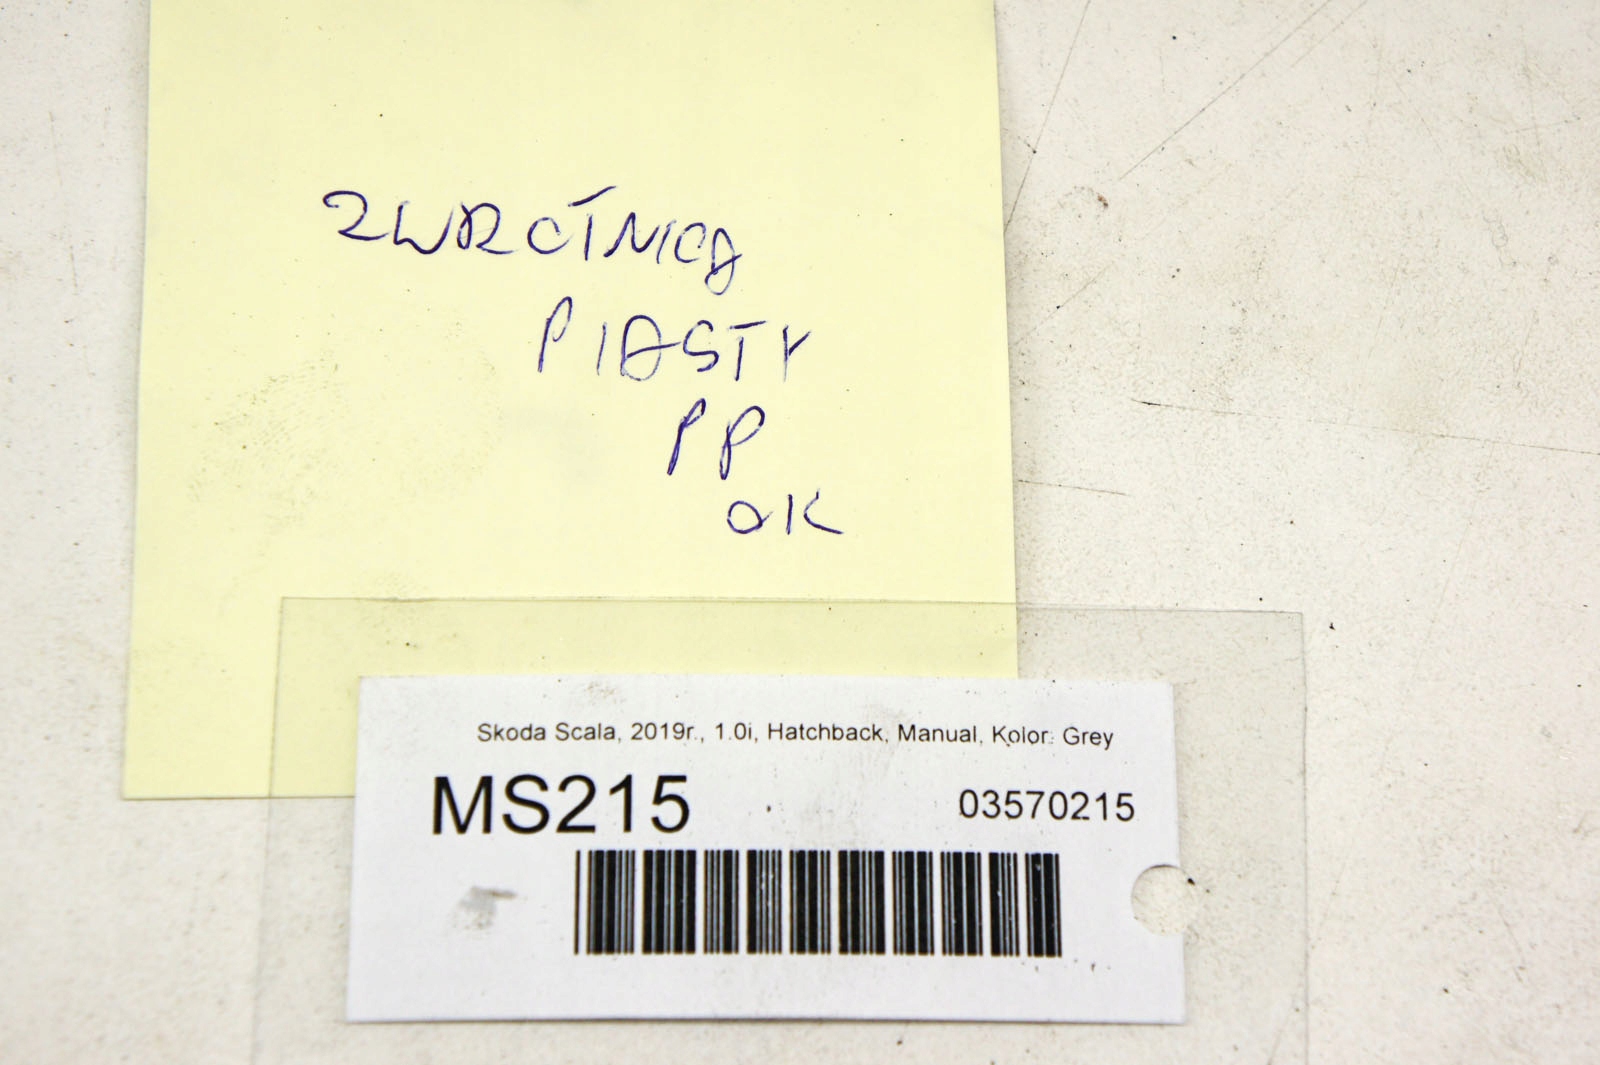 ZWROTNICA
PIASTY
PP
OK
Skoda Scala, 2019r., 1.0i, Hatchback, Manual, Kolor: Grey
MS215
03570215